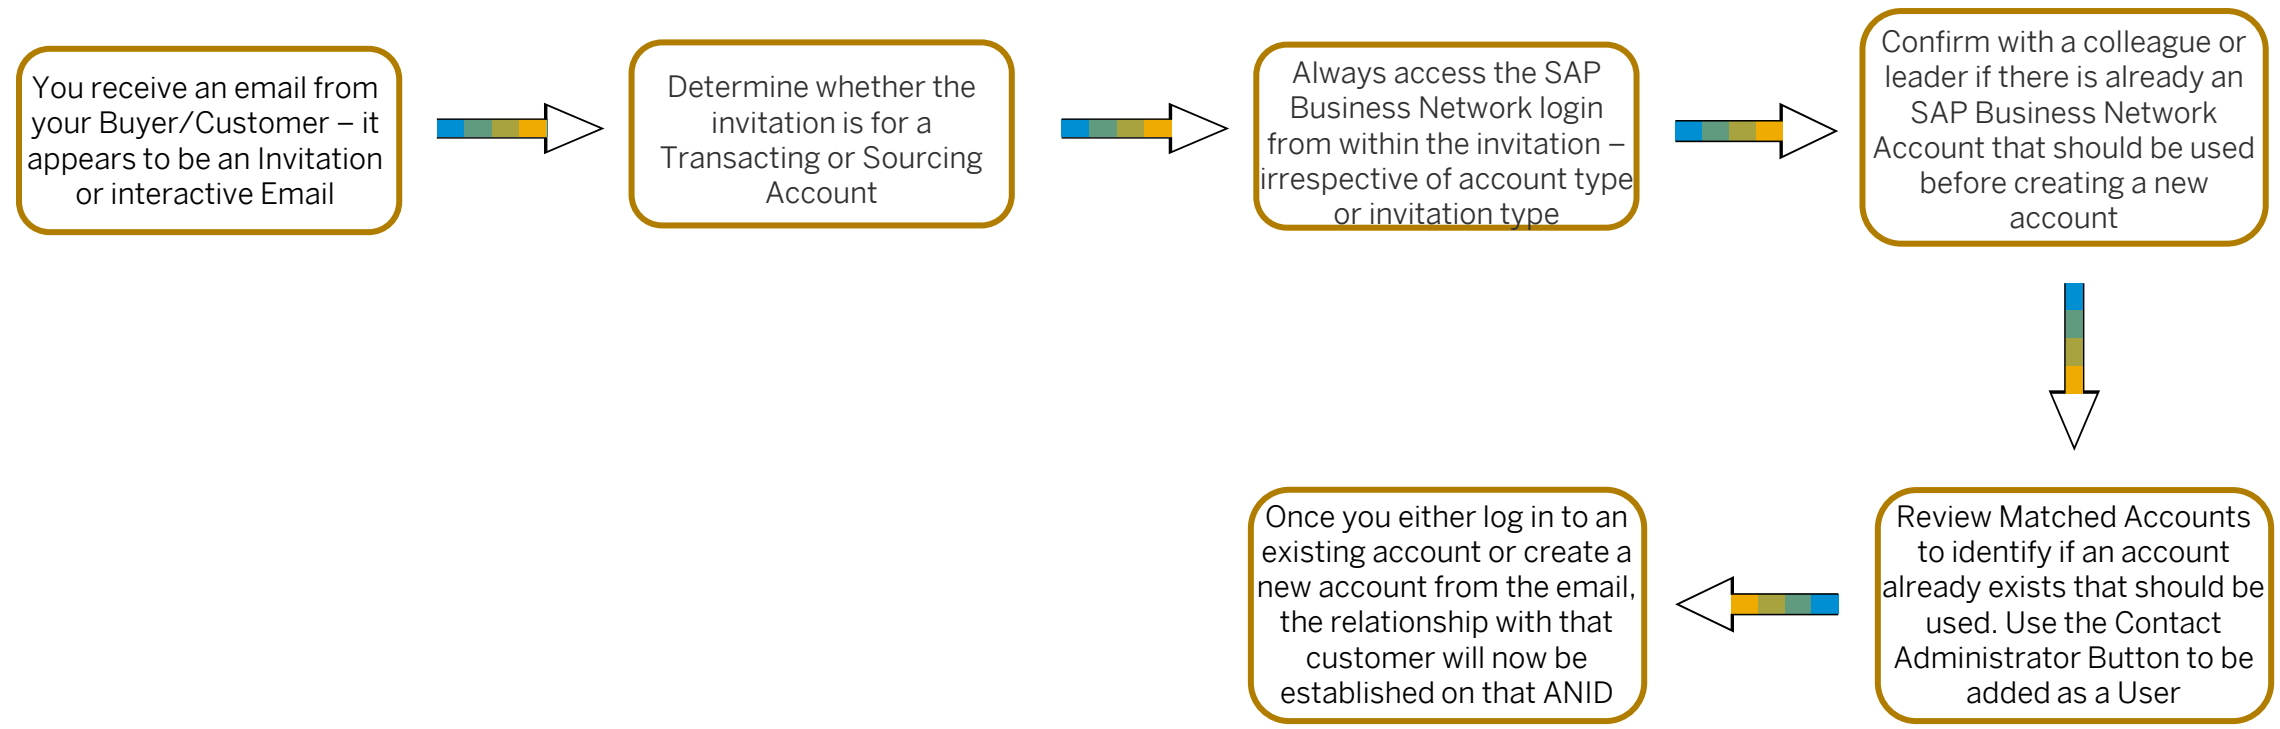 You receive an email from
your Buyer/Customer – it
appears to be an Invitation
or interactive Email
Determine whether the
invitation is for a
Transacting or Sourcing
Account
Always access the SAP
Business Network login
from within the invitation –
irrespective of account type
or invitation type
Confirm with a colleague or
leader if there is already an
SAP Business Network
Account that should be used
before creating a new
account
Review Matched Accounts
to identify if an account
already exists that should be
used. Use the Contact
Administrator Button to be
added as a User
Once you either log in to an
existing account or create a
new account from the email,
the relationship with that
customer will now be
established on that ANID